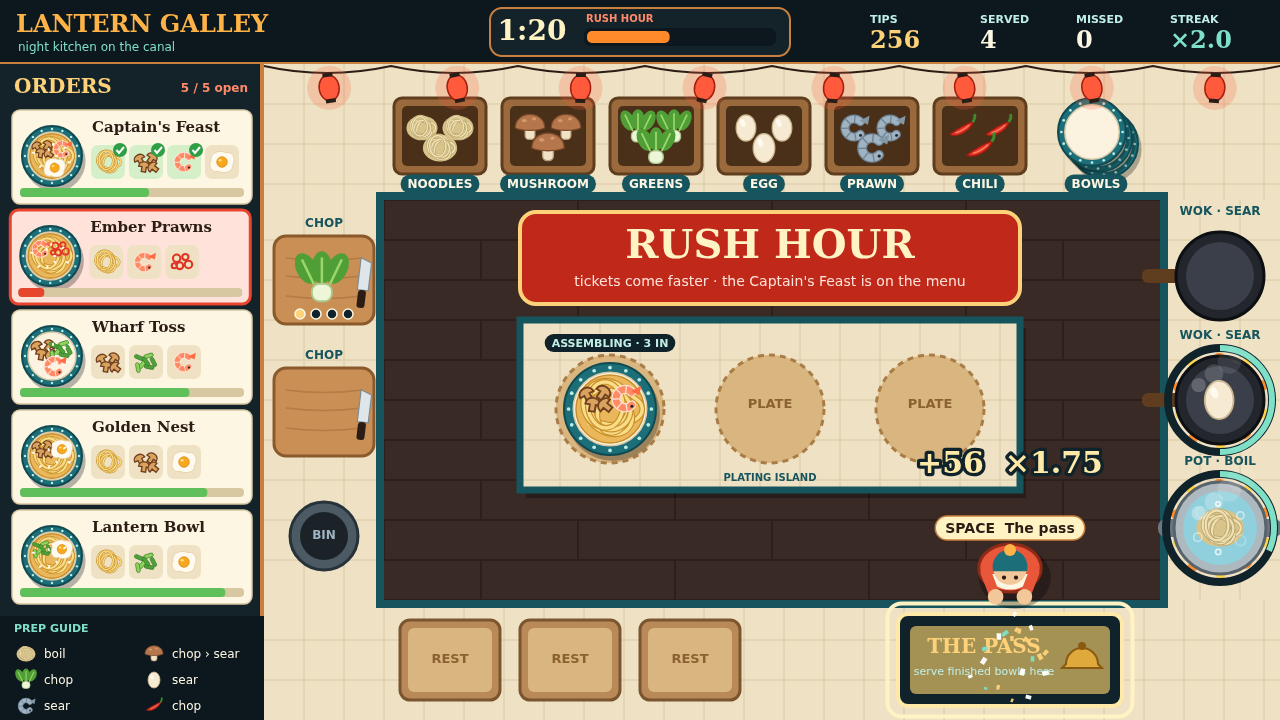 LANTERN GALLEY
night kitchen on the canal
1:20
RUSH HOUR
TIPS
256
SERVED
4
MISSED
0
STREAK
×2.0
ORDERS
5 / 5 open
Captain's Feast
Ember Prawns
Wharf Toss
Golden Nest
Lantern Bowl
PREP GUIDE
boil
chop › sear
chop
sear
sear
chop
NOODLES
MUSHROOM
GREENS
EGG
PRAWN
CHILI
BOWLS
CHOP
CHOP
BIN
RUSH HOUR
tickets come faster · the Captain's Feast is on the menu
ASSEMBLING · 3 IN
PLATE
PLATE
PLATING ISLAND
+56 ×1.75
WOK · SEAR
WOK · SEAR
POT · BOIL
SPACE The pass
REST
REST
REST
THE PASS
serve finished bowls here